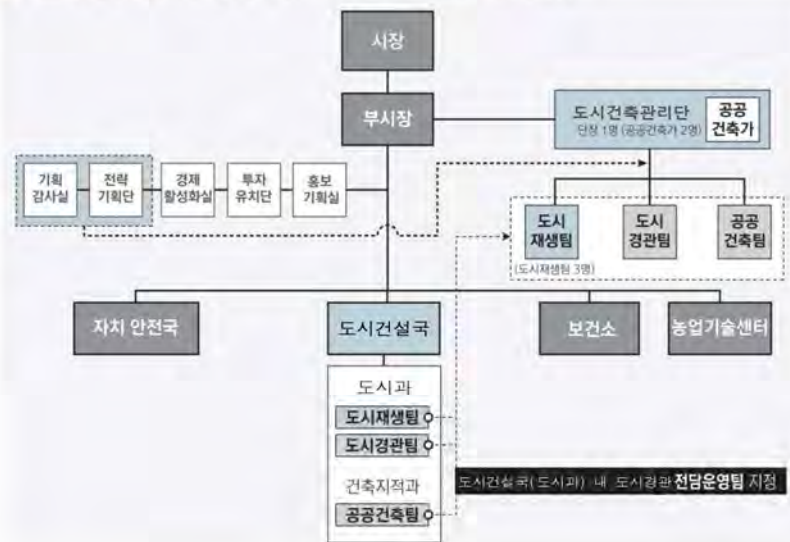 시장
부시장
도시건축관리단
단장 1명 (공공건축가 2명)
공공
건축가
기획
감사실
전략
기획단
경제
활성화실
투자
유치단
홍보
기획실
도시
재생팀
도시
경관팀
공공
건축팀
(도시재생팀 3명)
자치 안전국
도시건설국
보건소
농업기술센터
도시과
도시재생팀
도시경관팀
건축지적과
공공건축팀
도시건설국(도시과) 내 도시경관 전담운영팀 지정